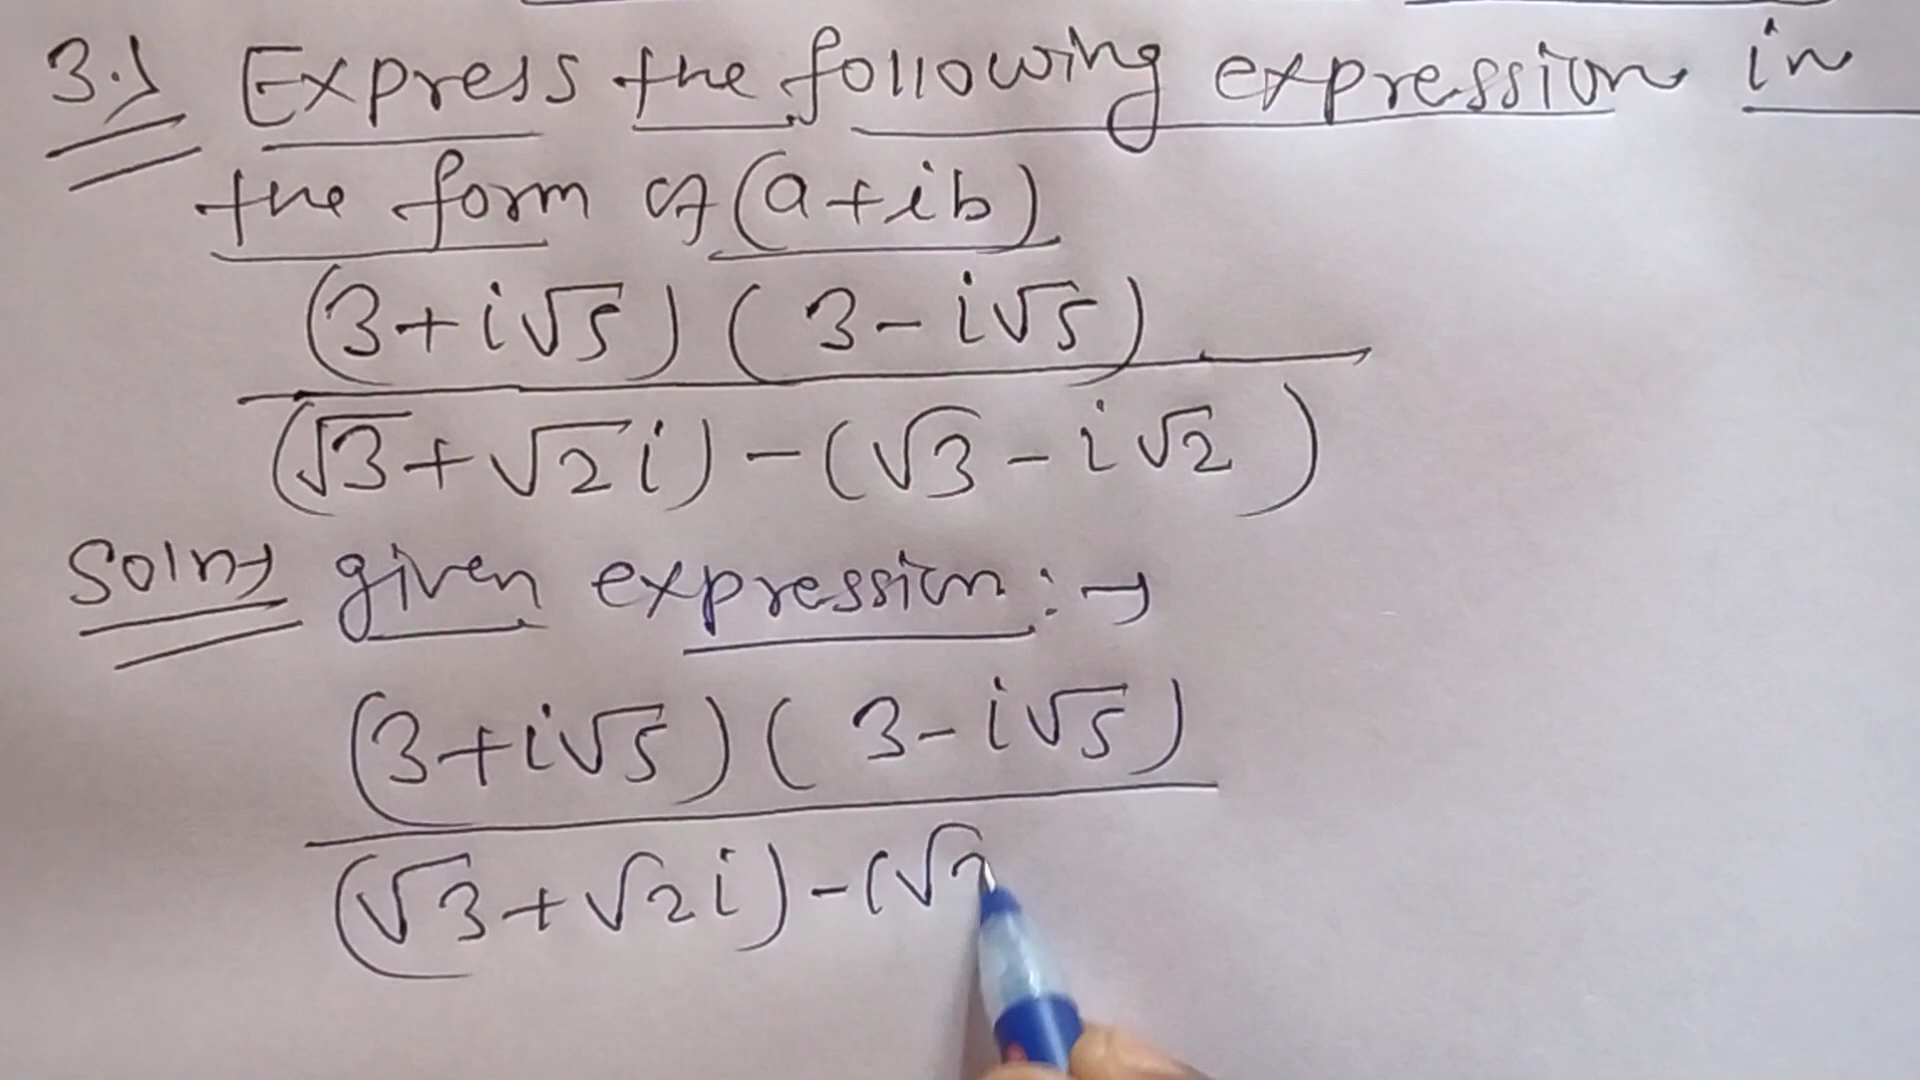 3.) Express the following expression in
the form of (a+ib)
(3+i√5) (3-i√5)
(√3+√2i)-(√3-i√2)
Soln→ given expression:→
(3+i√5) (3-i√5)
(√3+√2i)-(√